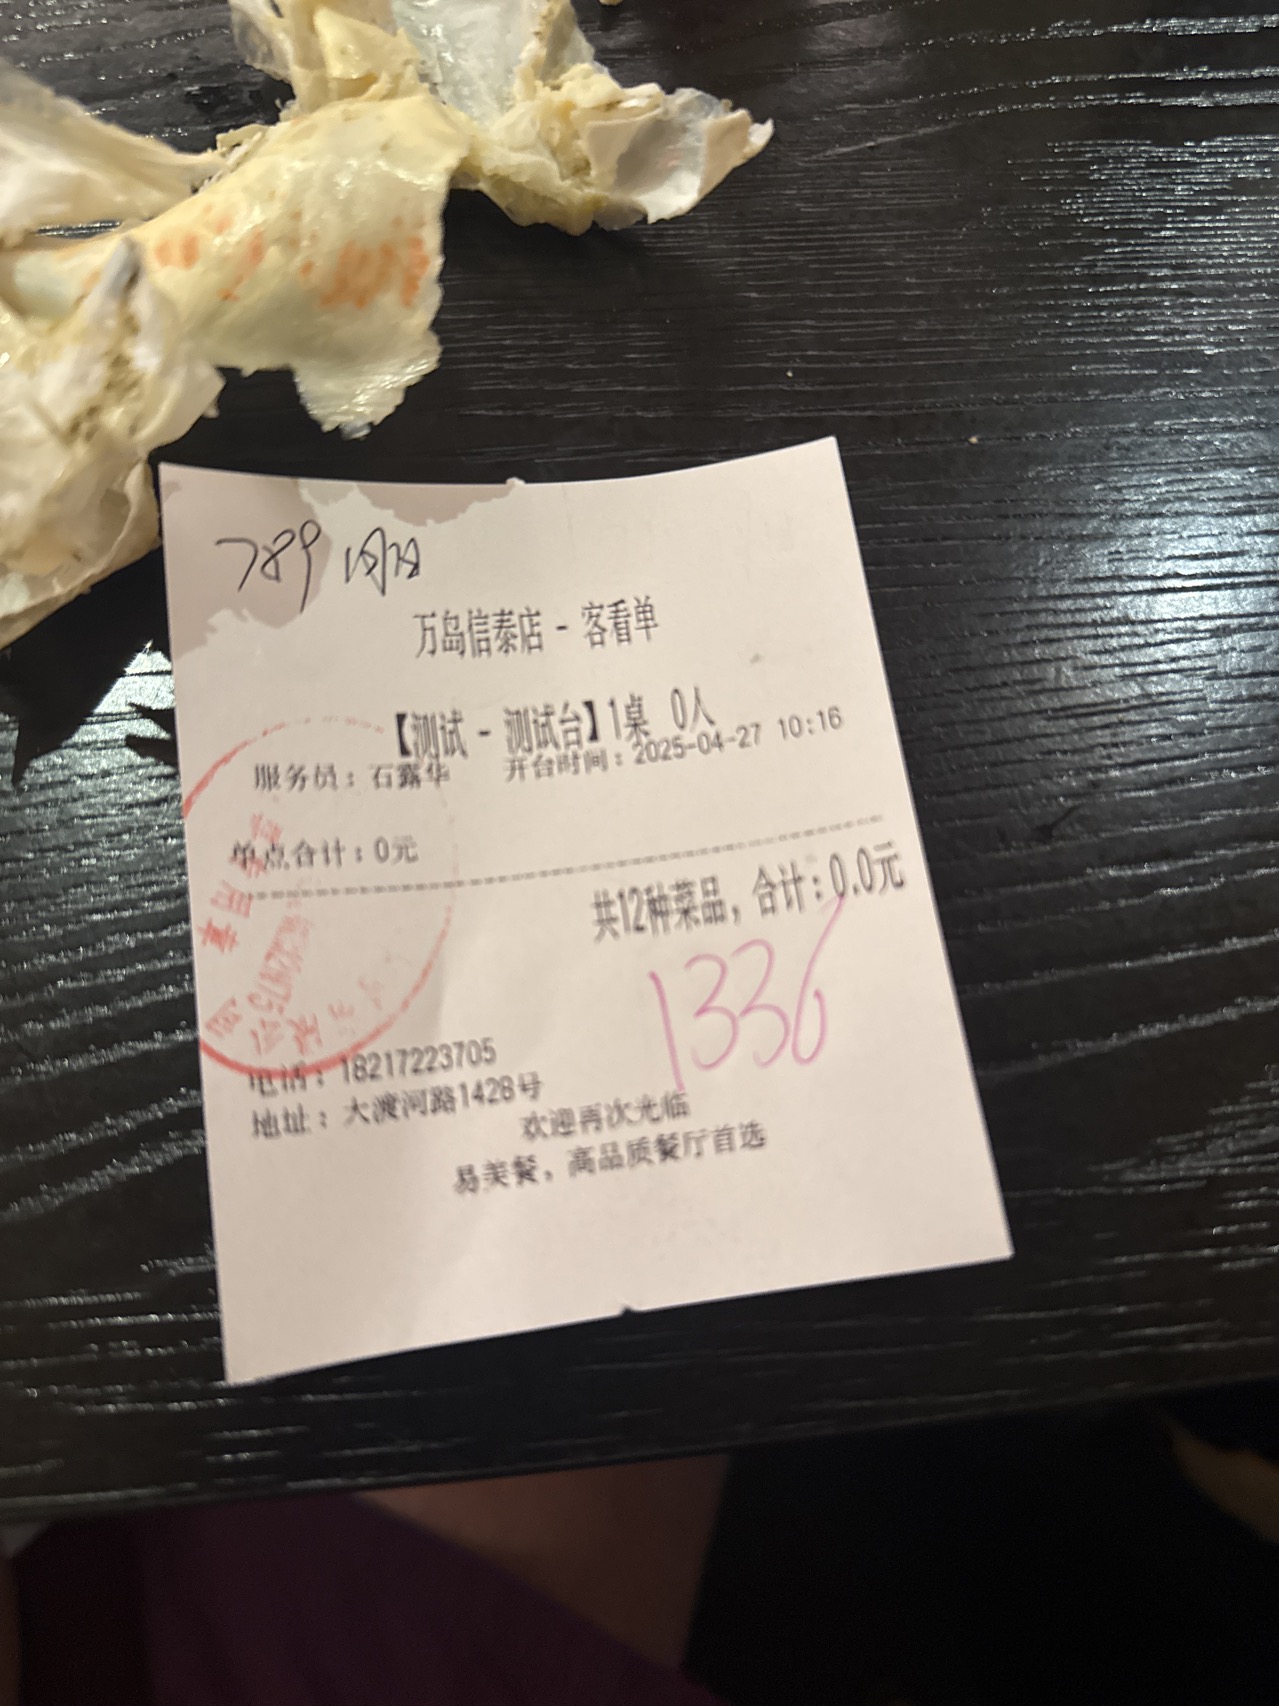 789
万岛信泰店 - 客看单
【测试 - 测试台】1桌 0人
服务员：石露华 开台时间：2025-04-27 10:16
单点合计：0元
共12种菜品，合计：0.0元
1336
电话：18217223705
地址：大渡河路1428号
欢迎再次光临
易美餐，高品质餐厅首选